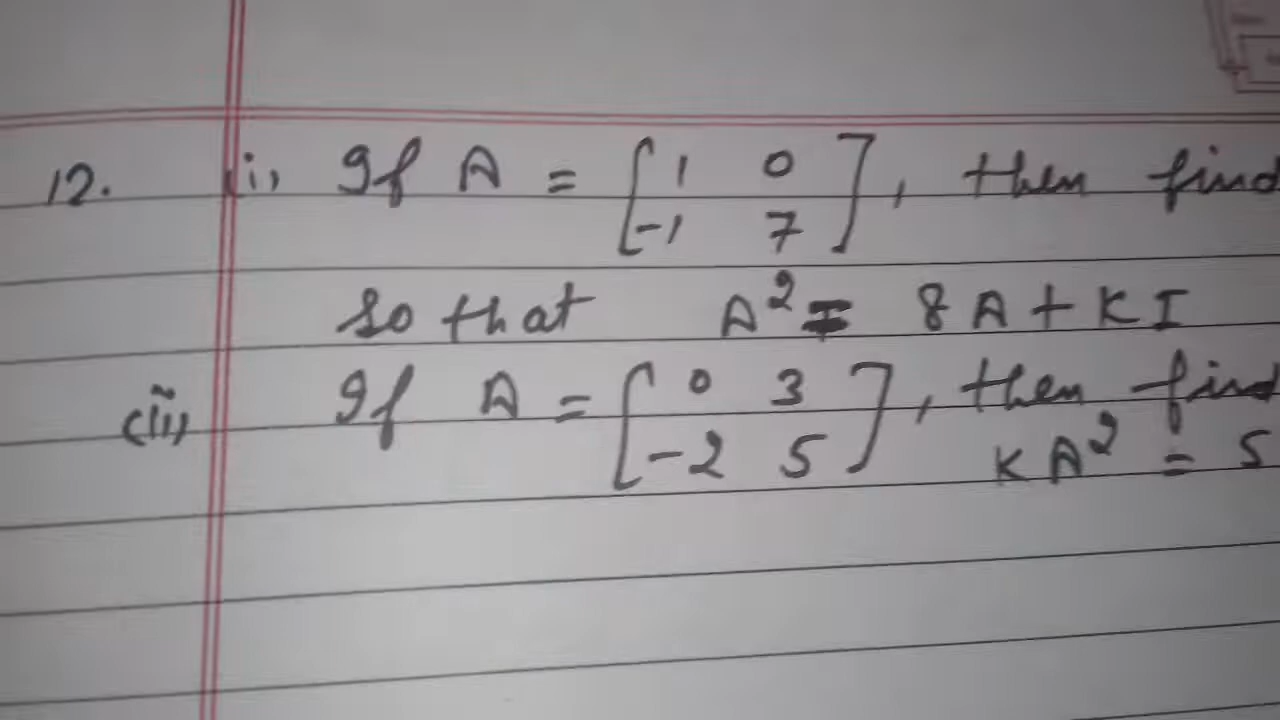 12. (i) If A = [1 0
-1 7], then find
so that A² = 8A + KI
(ii) If A = [0 3
-2 5], then find
KA² = 5